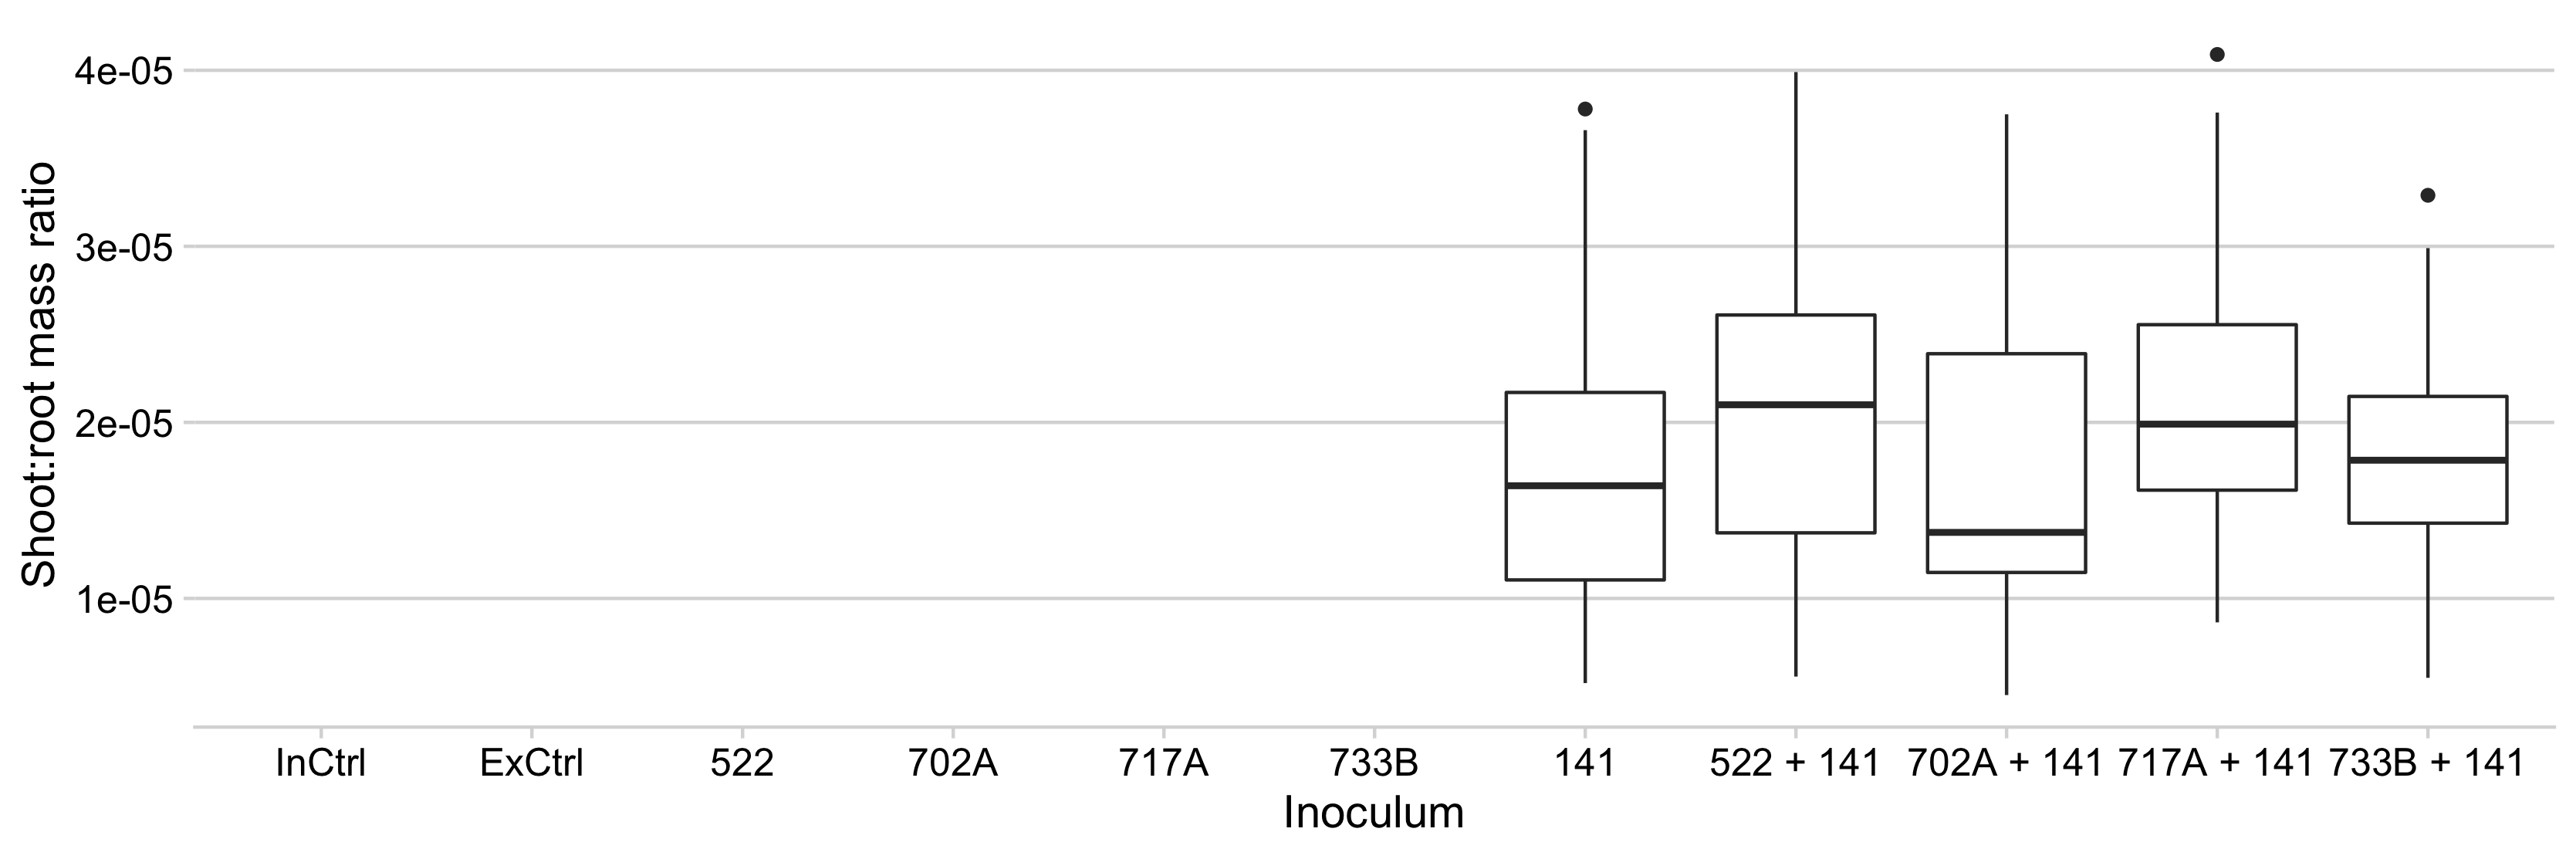 Shoot:root mass ratio
4e-05
3e-05
2e-05
1e-05
InCtrl ExCtrl 522 702A 717A 733B 141 522 + 141 702A + 141 717A + 141 733B + 141
Inoculum